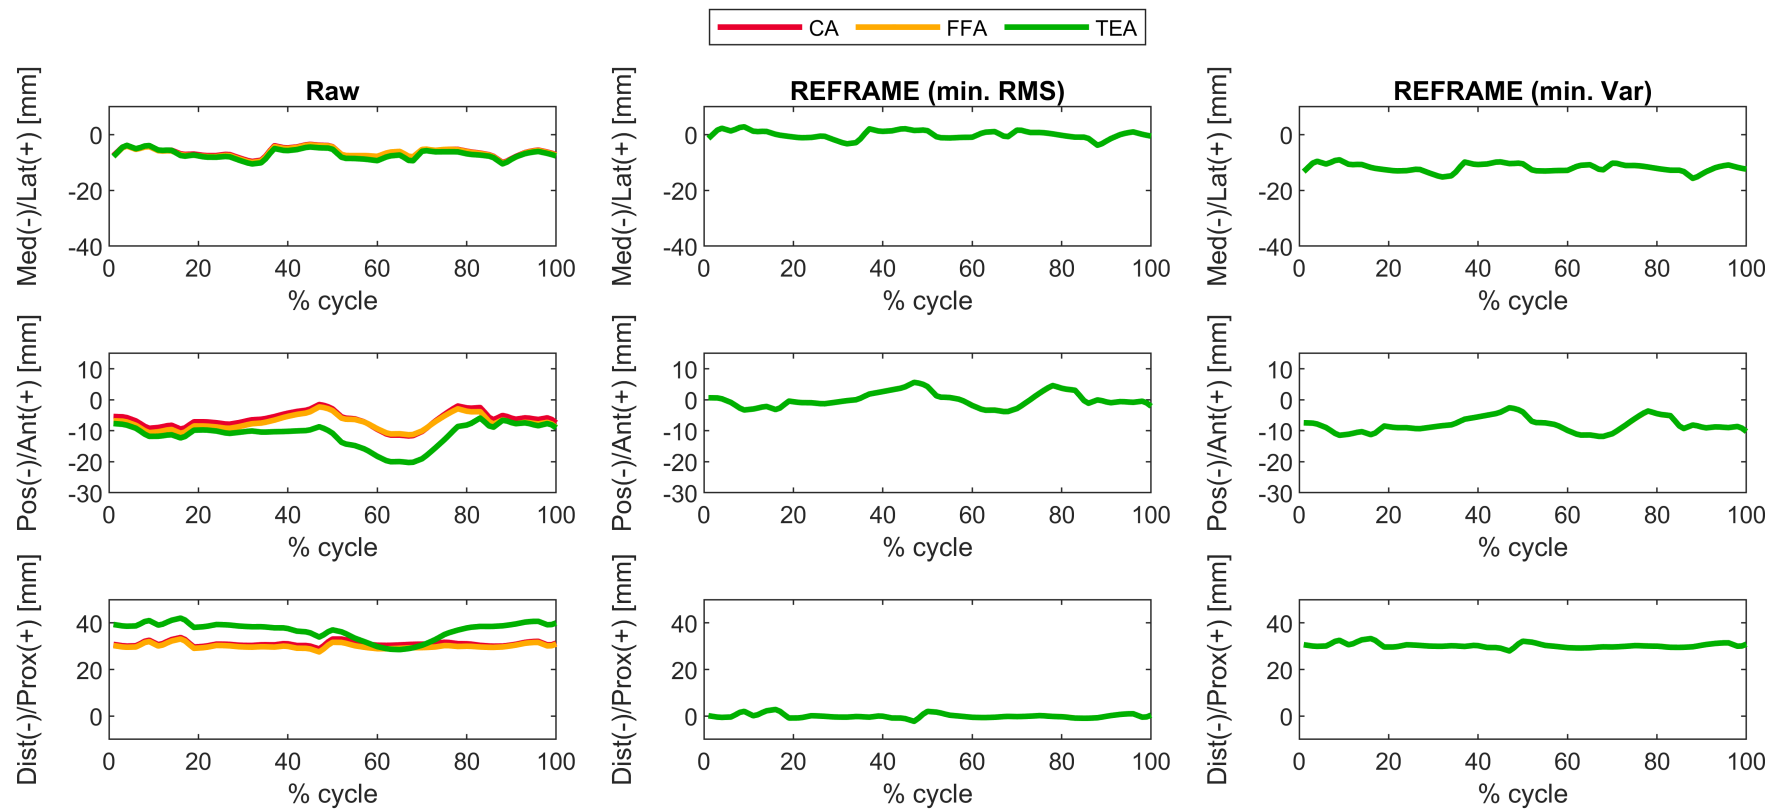 CA FFA TEA
Raw REFRAME (min. RMS) REFRAME (min. Var)
Med(-)/Lat(+) [mm] Med(-)/Lat(+) [mm] Med(-)/Lat(+) [mm]
0 0 0
-20 -20 -20
-40 -40 -40
0 20 40 60 80 100 0 20 40 60 80 100 0 20 40 60 80 100
% cycle % cycle % cycle
Pos(-)/Ant(+) [mm] Pos(-)/Ant(+) [mm] Pos(-)/Ant(+) [mm]
10 10 10
0 0 0
-10 -10 -10
-20 -20 -20
-30 -30 -30
0 20 40 60 80 100 0 20 40 60 80 100 0 20 40 60 80 100
% cycle % cycle % cycle
Dist(-)/Prox(+) [mm] Dist(-)/Prox(+) [mm] Dist(-)/Prox(+) [mm]
40 40 40
20 20 20
0 0 0
0 20 40 60 80 100 0 20 40 60 80 100 0 20 40 60 80 100
% cycle % cycle % cycle